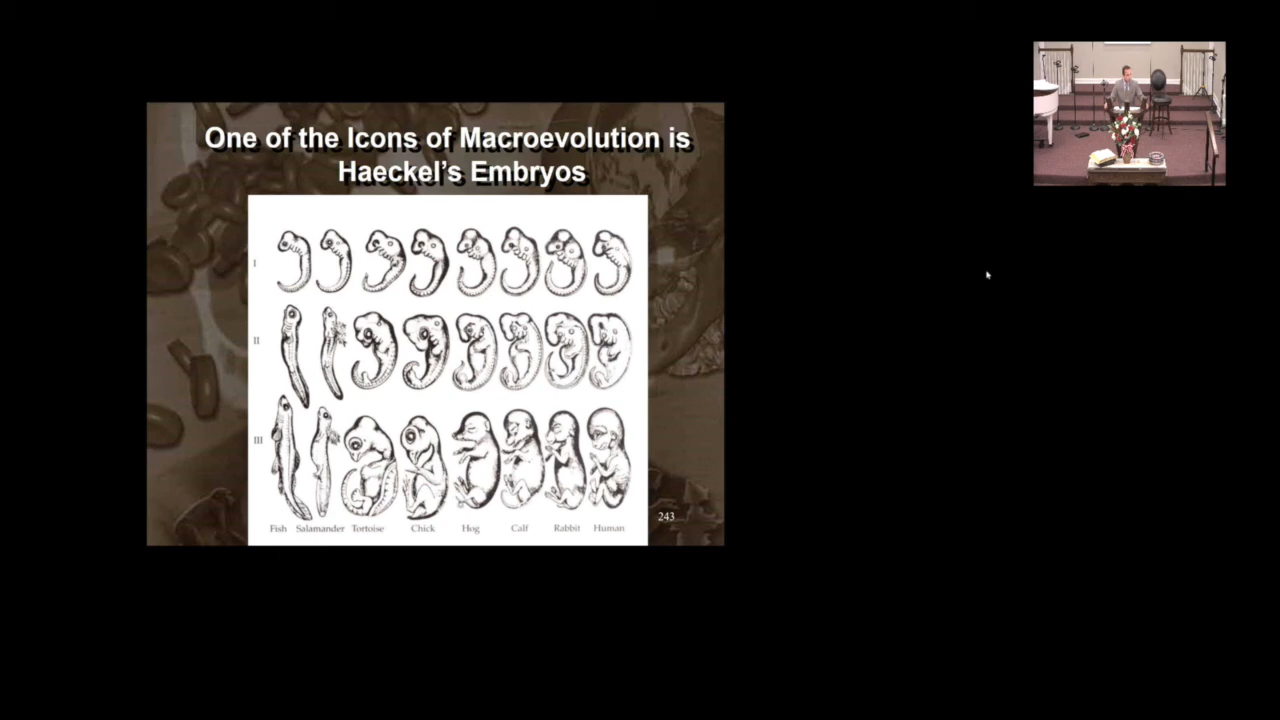 One of the Icons of Macroevolution is
Haeckel's Embryos
I
II
III
243
Fish Salamander Tortoise Chick Hog Calf Rabbit Human